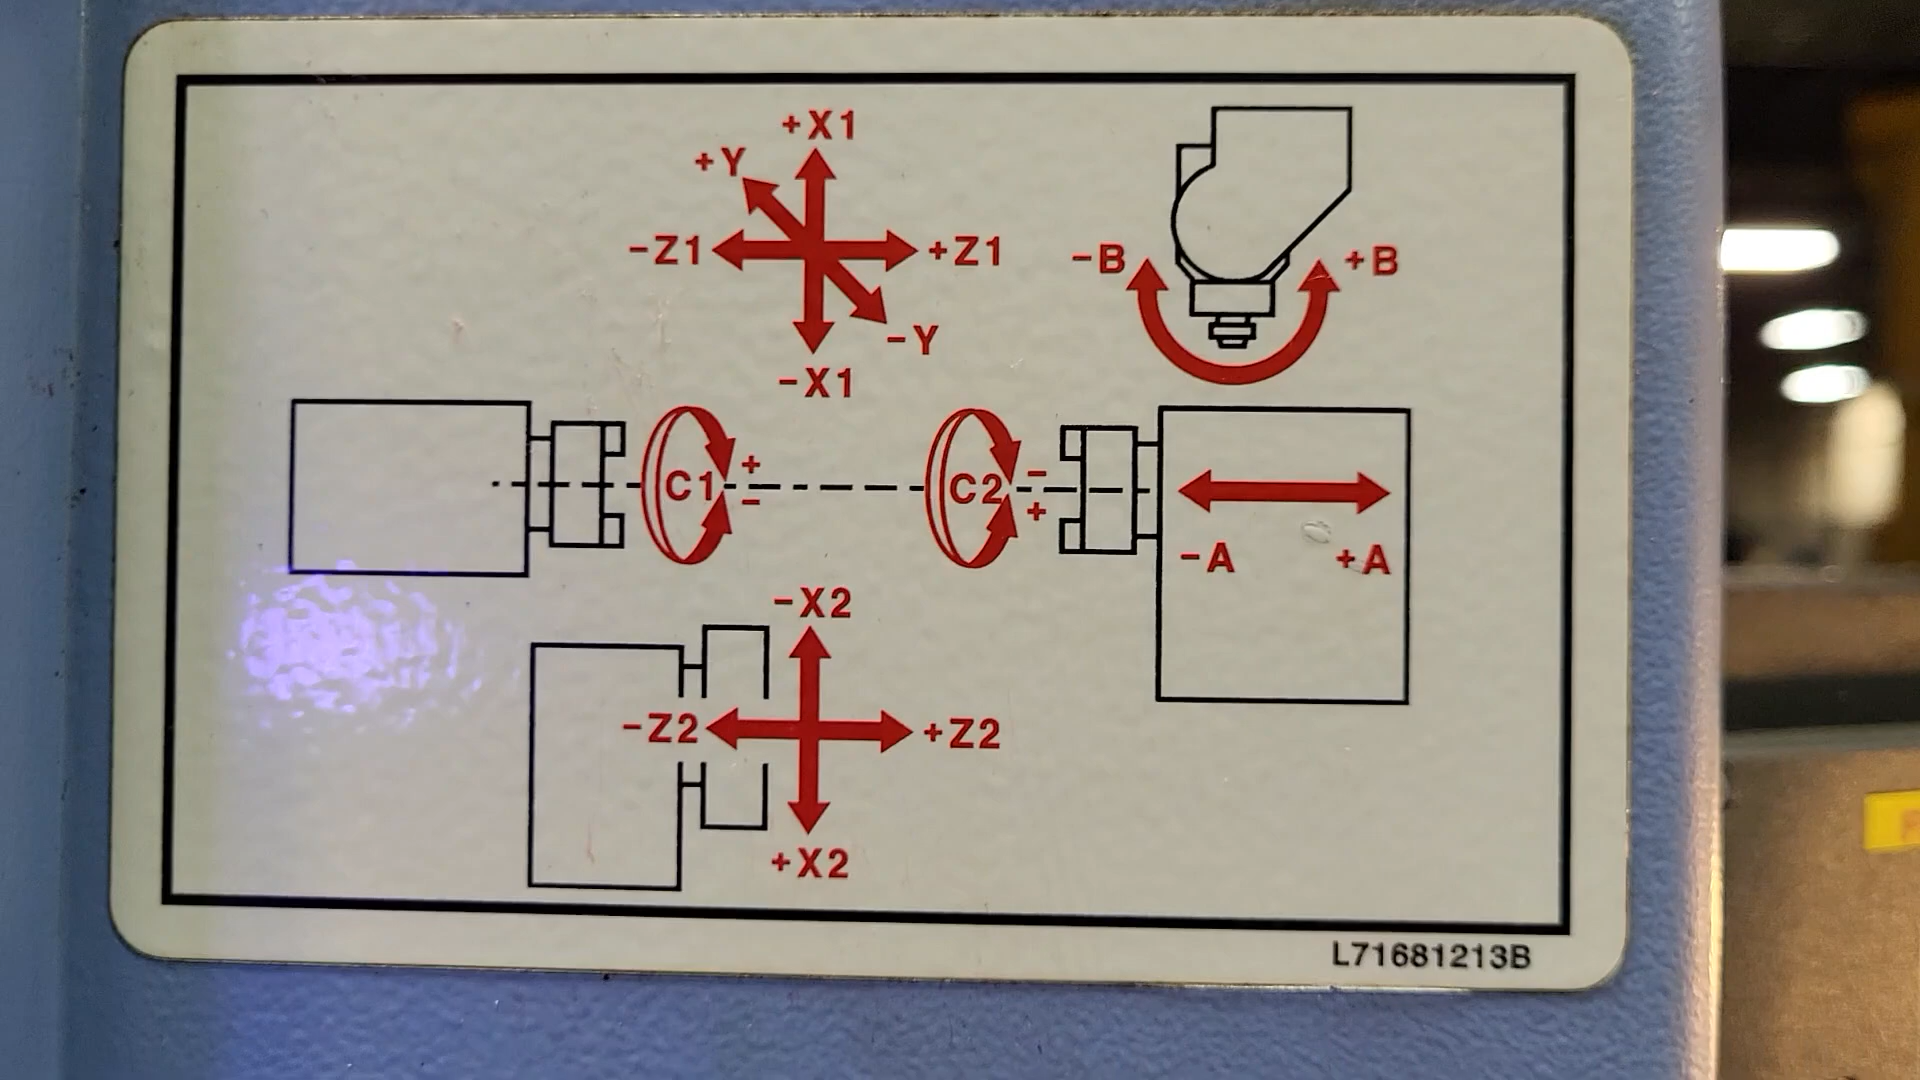 +X1
+Y
-Z1
+Z1
-Y
-X1
-B
+B
C1
+
-
C2
-
+
-A
+A
-X2
-Z2
+Z2
+X2
L71681213B